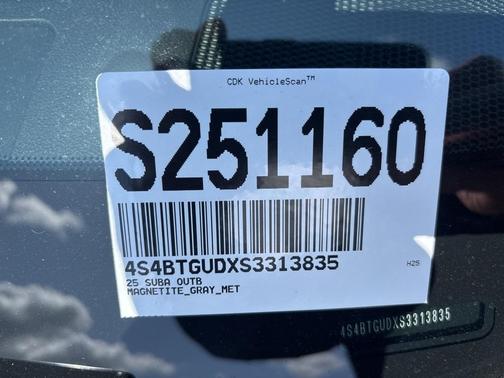 CDK VehicleScan™
S251160
4S4BTGUDXS3313835
25 SUBA OUTB
H25
MAGNETITE_GRAY_MET
4S4BTGUDXS3313835